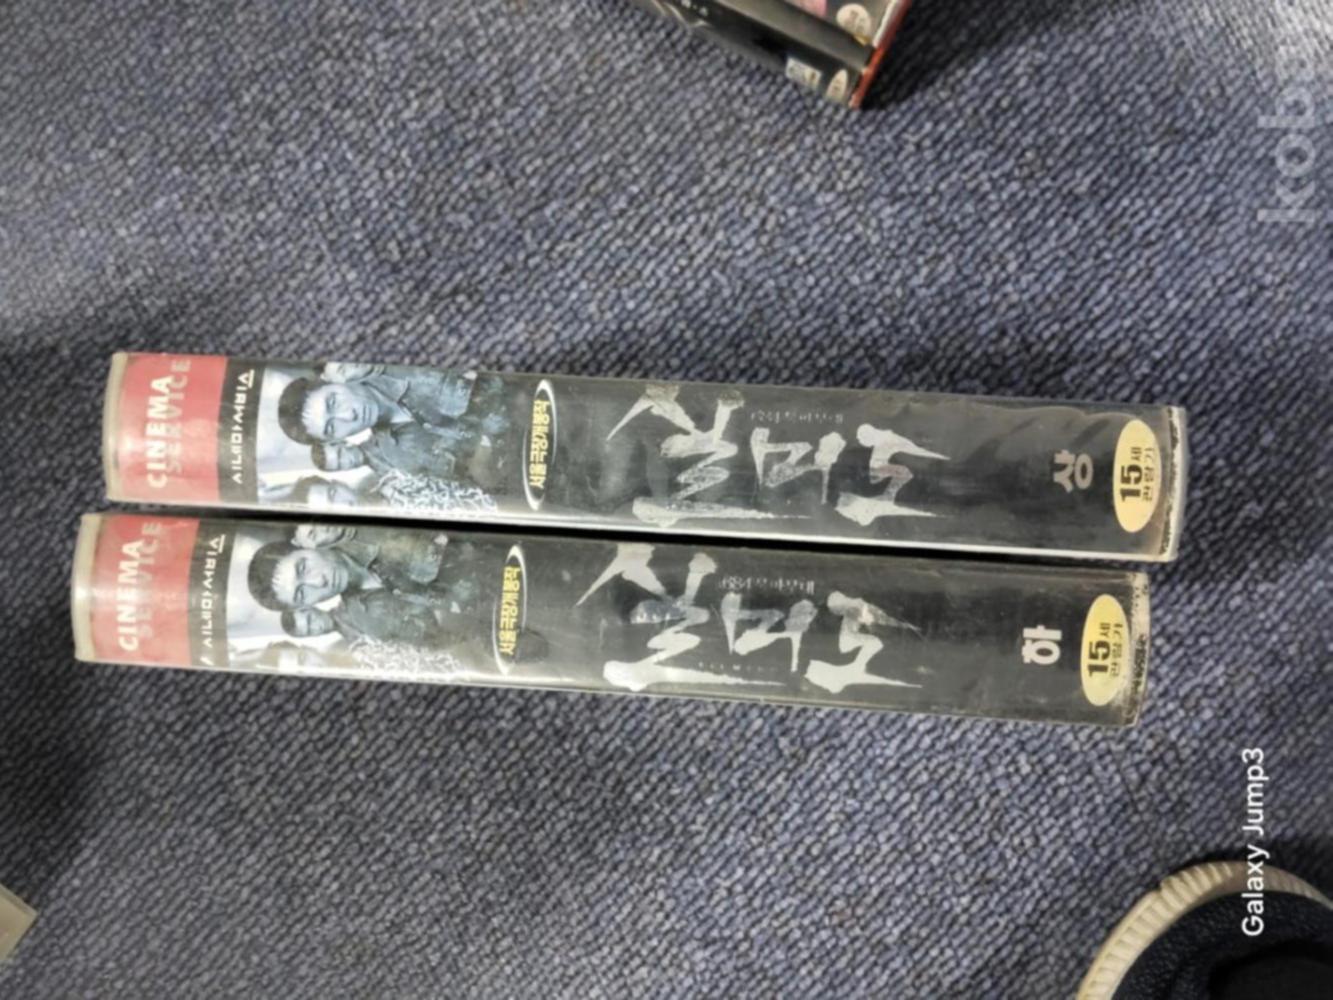 CINEMA
SERVICE
시네마서비스
서울극장개봉작
실미도
상
15세
관람가
CINEMA
SERVICE
시네마서비스
서울극장개봉작
실미도
하
15세
관람가
Galaxy Jump3
kob